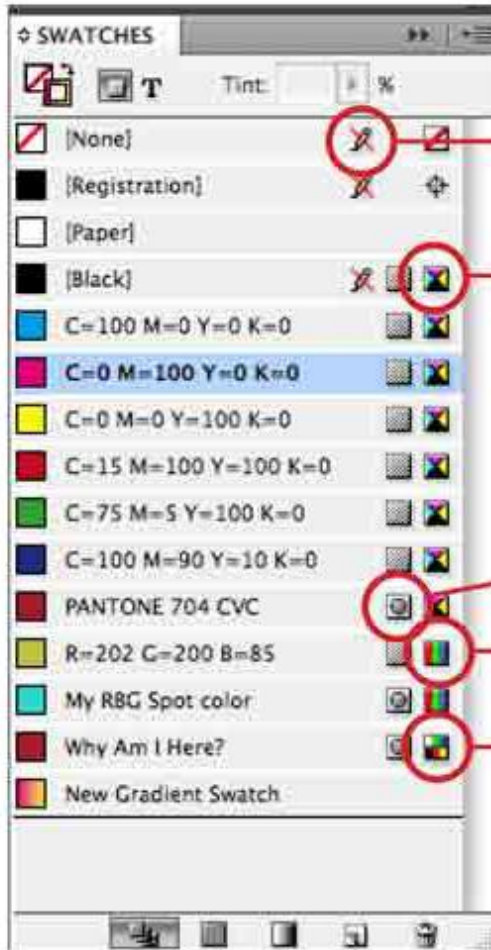 SWATCHES
T Tint: %
[None]
[Registration]
[Paper]
[Black]
C=100 M=0 Y=0 K=0
C=0 M=100 Y=0 K=0
C=0 M=0 Y=100 K=0
C=15 M=100 Y=100 K=0
C=75 M=5 Y=100 K=0
C=100 M=90 Y=10 K=0
PANTONE 704 CVC
R=202 G=200 B=85
My RBG Spot color
Why Am I Here?
New Gradient Swatch